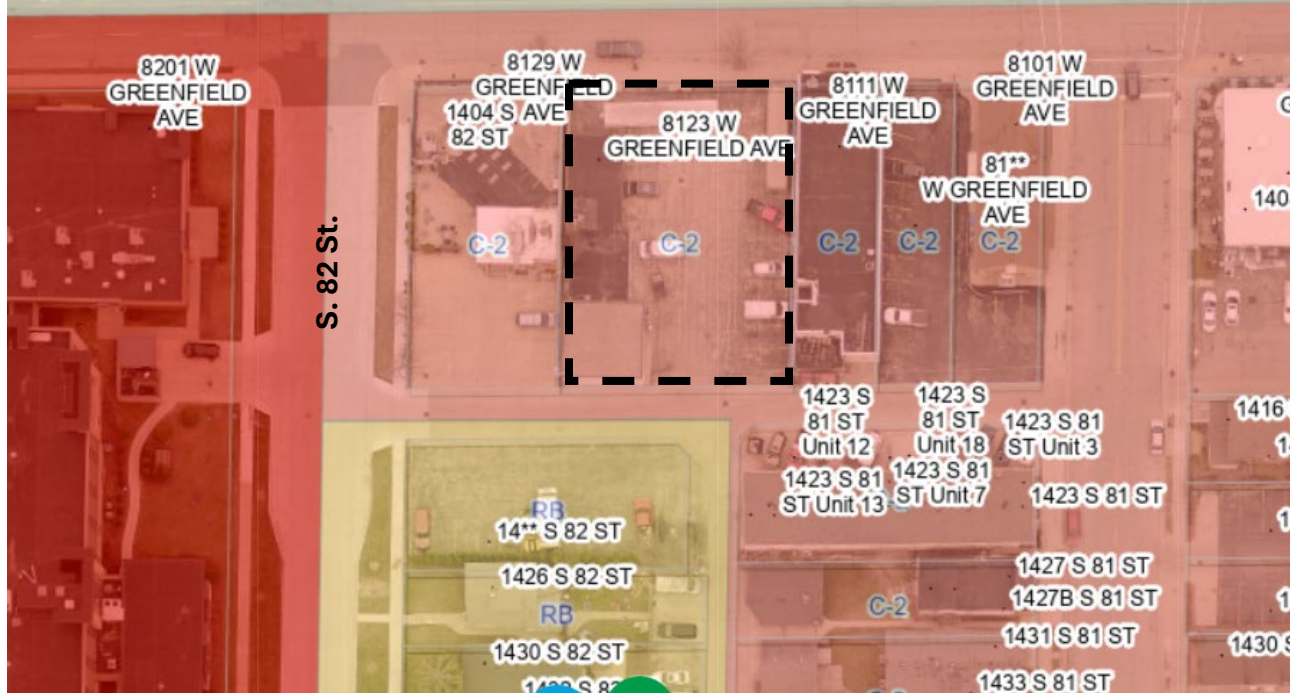 8201 W
GREENFIELD
AVE
8129 W
GREENFIELD
AVE
1404 S
82 ST
8123 W
GREENFIELD AVE
8111 W
GREENFIELD
AVE
8101 W
GREENFIELD
AVE
81**
W GREENFIELD
AVE
C-2
C-2
C-2
C-2
C-2
S. 82 St.
1423 S
81 ST
Unit 12
1423 S
81 ST
Unit 18
1423 S 81
ST Unit 3
1416
1423 S 81
ST Unit 13
1423 S 81
ST Unit 7
1423 S 81 ST
RB
14** S 82 ST
1426 S 82 ST
RB
1427 S 81 ST
C-2
1427B S 81 ST
1431 S 81 ST
1430 S 82 ST
1430 S
1433 S 81 ST